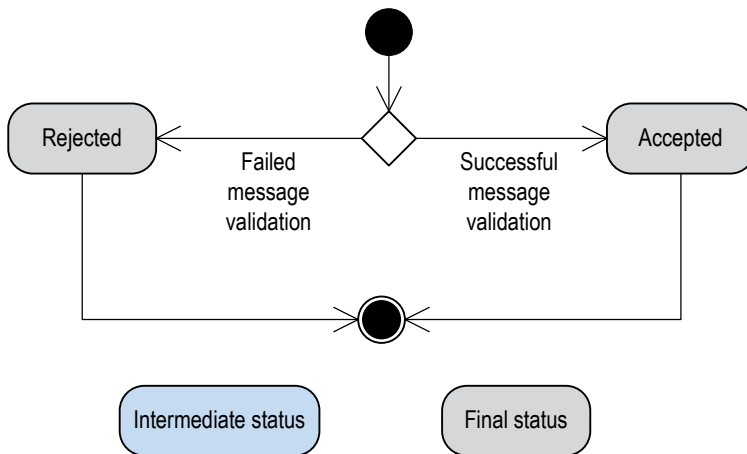 Rejected
Accepted
Failed
message
validation
Successful
message
validation
Intermediate status
Final status